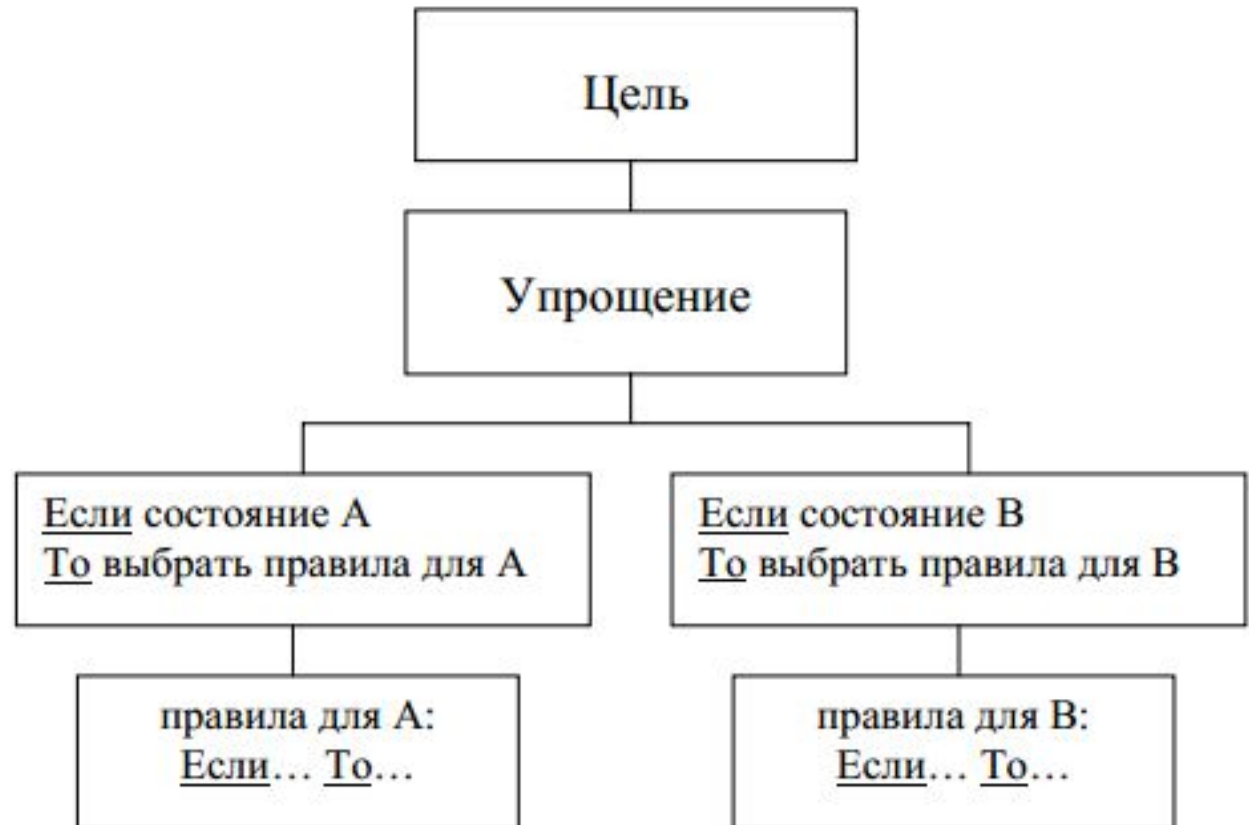 Цель
Упрощение
Если состояние А
То выбрать правила для А
Если состояние В
То выбрать правила для В
правила для А:
Если… То…
правила для В:
Если… То…